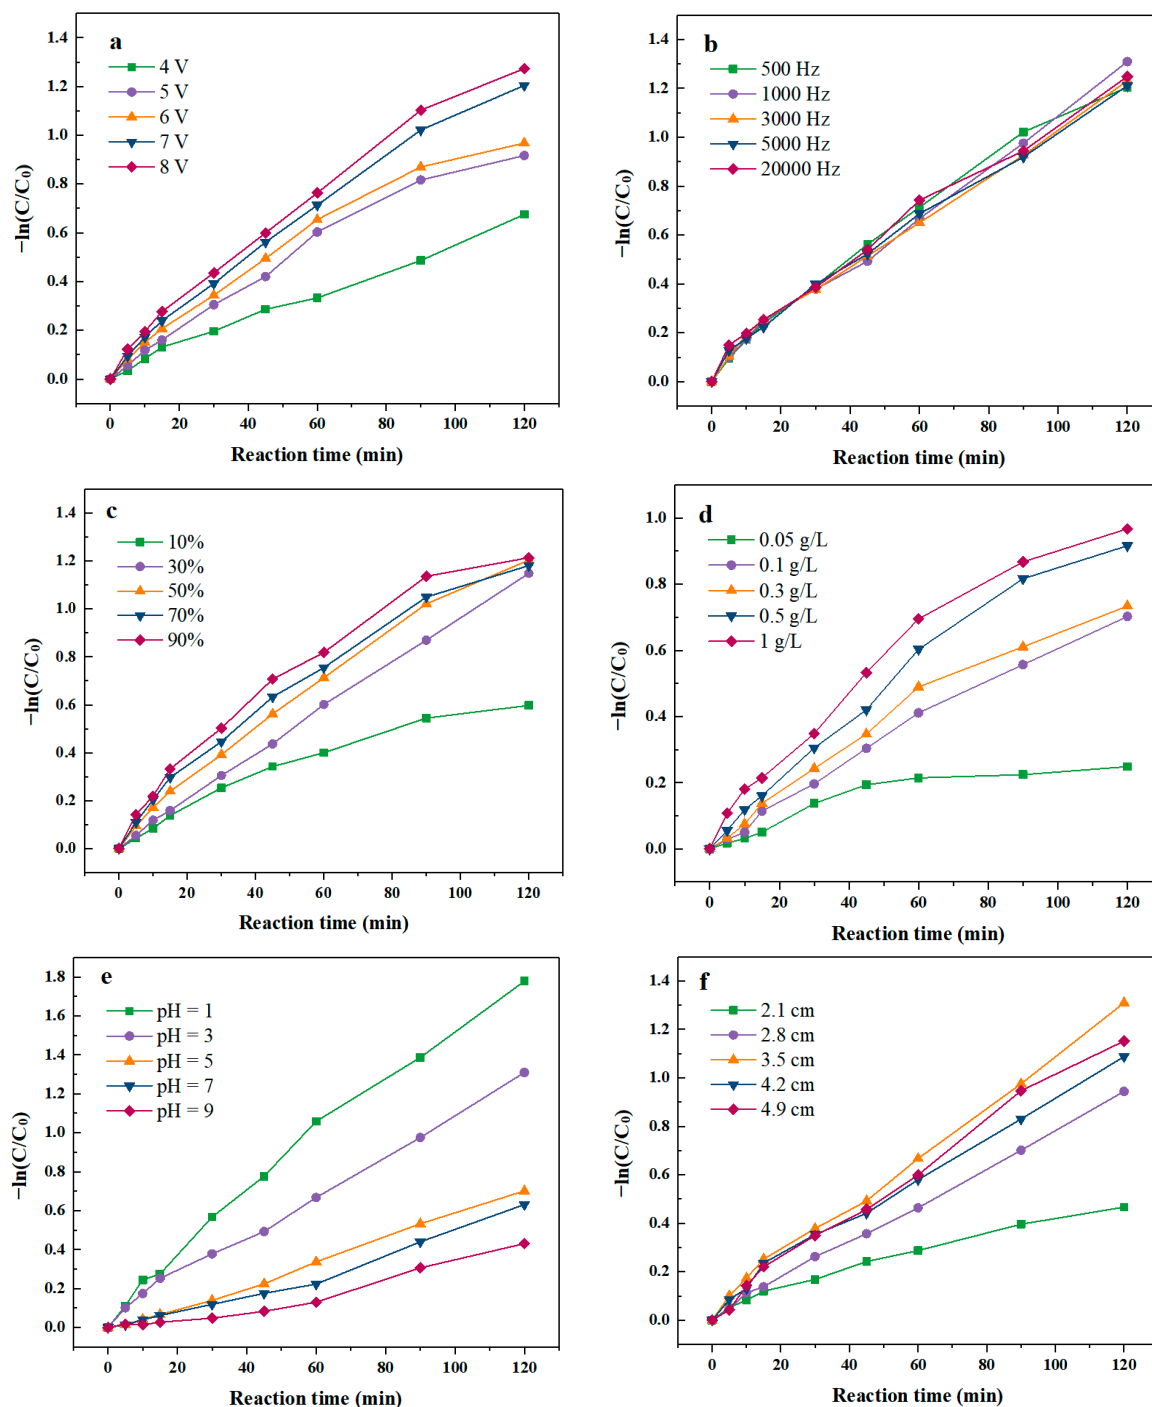 a
4 V
5 V
6 V
7 V
8 V
1.4
1.2
1.0
0.8
0.6
0.4
0.2
0.0
−ln(C/C₀)
0 20 40 60 80 100 120
Reaction time (min)
b
500 Hz
1000 Hz
3000 Hz
5000 Hz
20000 Hz
1.4
1.2
1.0
0.8
0.6
0.4
0.2
0.0
−ln(C/C₀)
0 20 40 60 80 100 120
Reaction time (min)
c
10%
30%
50%
70%
90%
1.4
1.2
1.0
0.8
0.6
0.4
0.2
0.0
−ln(C/C₀)
0 20 40 60 80 100 120
Reaction time (min)
d
0.05 g/L
0.1 g/L
0.3 g/L
0.5 g/L
1 g/L
1.0
0.8
0.6
0.4
0.2
0.0
−ln(C/C₀)
0 20 40 60 80 100 120
Reaction time (min)
e
pH = 1
pH = 3
pH = 5
pH = 7
pH = 9
1.8
1.6
1.4
1.2
1.0
0.8
0.6
0.4
0.2
0.0
−ln(C/C₀)
0 20 40 60 80 100 120
Reaction time (min)
f
2.1 cm
2.8 cm
3.5 cm
4.2 cm
4.9 cm
1.4
1.2
1.0
0.8
0.6
0.4
0.2
0.0
−ln(C/C₀)
0 20 40 60 80 100 120
Reaction time (min)